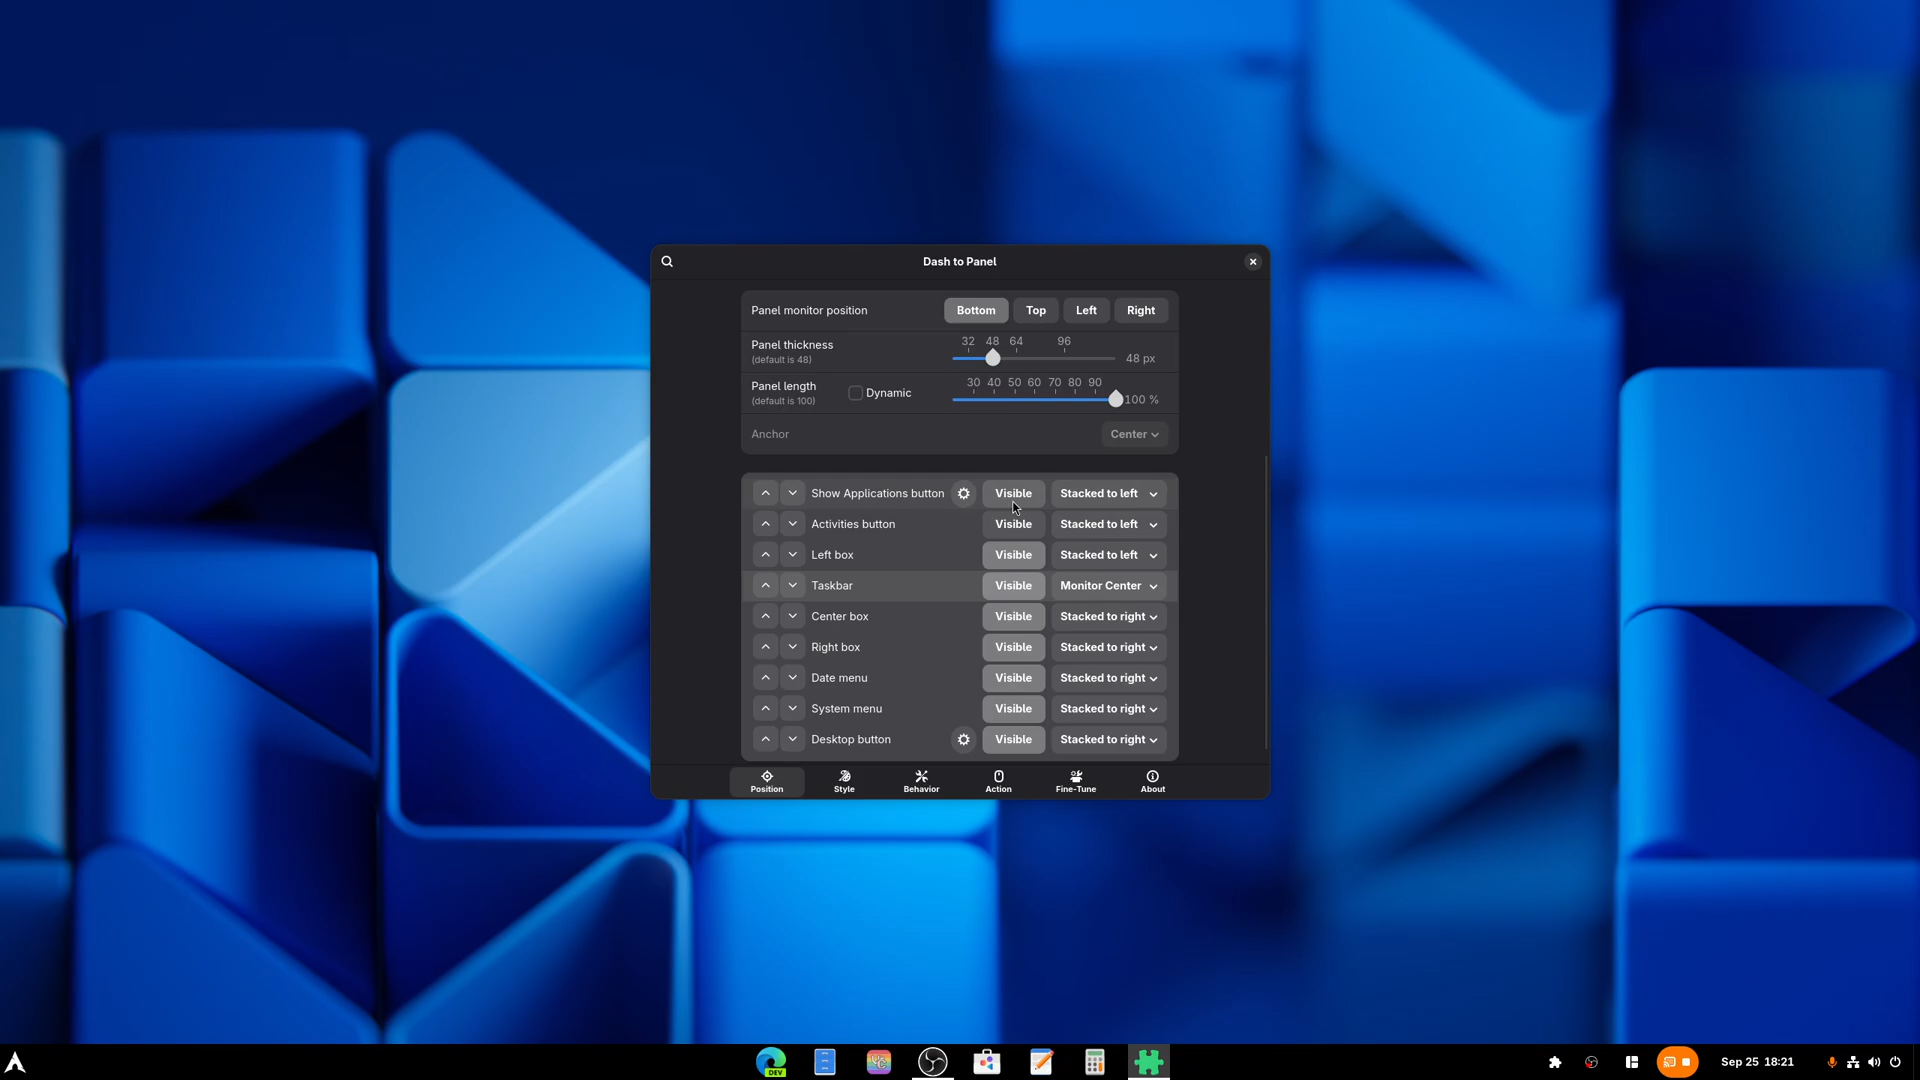 Dash to Panel
Panel monitor position Bottom Top Left Right
Panel thickness
(default is 48)
32 48 64 96
48 px
Panel length
(default is 100)
Dynamic
30 40 50 60 70 80 90
100 %
Anchor Center
Show Applications button Visible Stacked to left
Activities button Visible Stacked to left
Left box Visible Stacked to left
Taskbar Visible Monitor Center
Center box Visible Stacked to right
Right box Visible Stacked to right
Date menu Visible Stacked to right
System menu Visible Stacked to right
Desktop button Visible Stacked to right
Position Style Behavior Action Fine-Tune About
DEV
Sep 25 18:21